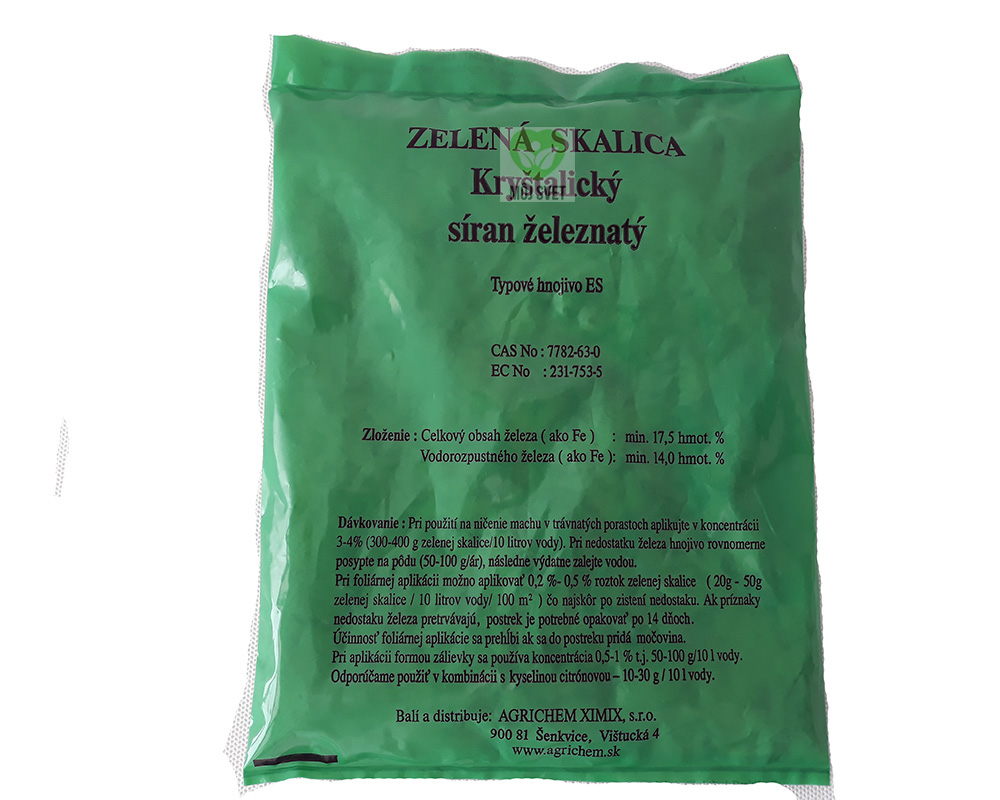 ZELENÁ SKALICA
Kryštalický
MÔJ SVET
síran železnatý
Typové hnojivo ES
CAS No : 7782-63-0
EC No : 231-753-5
Zloženie : Celkový obsah železa ( ako Fe ) : min. 17,5 hmot. %
Vodorozpustného železa ( ako Fe ): min. 14,0 hmot. %
Dávkovanie : Pri použití na ničenie machu v trávnatých porastoch aplikujte v koncentrácii
3-4% (300-400 g zelenej skalice/10 litrov vody). Pri nedostatku železa hnojivo rovnomerne
posypte na pôdu (50-100 g/ár), následne výdatne zalejte vodou.
Pri foliárnej aplikácii možno aplikovať 0,2 %- 0,5 % roztok zelenej skalice ( 20g - 50g
zelenej skalice / 10 litrov vody/ 100 m² ) čo najskôr po zistení nedostaku. Ak príznaky
nedostaku železa pretrvávajú, postrek je potrebné opakovať po 14 dňoch.
Účinnosť foliárnej aplikácie sa prehĺbi ak sa do postreku pridá močovina.
Pri aplikácii formou zálievky sa používa koncentrácia 0,5-1 % t.j. 50-100 g/10 l vody.
Odporúčame použiť v kombinácii s kyselinou citrónovou – 10-30 g / 10 l vody.
Balí a distribuje: AGRICHEM XIMIX, s.r.o.
900 81 Šenkvice, Vištucká 4
www.agrichem.sk